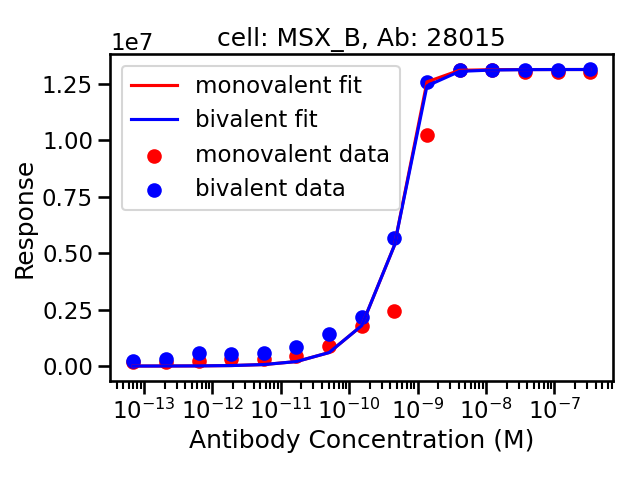 cell: MSX_B, Ab: 28015
1e7
monovalent fit
bivalent fit
monovalent data
bivalent data
1.25
1.00
0.75
0.50
0.25
0.00
Response
10⁻¹³ 10⁻¹² 10⁻¹¹ 10⁻¹⁰ 10⁻⁹ 10⁻⁸ 10⁻⁷
Antibody Concentration (M)